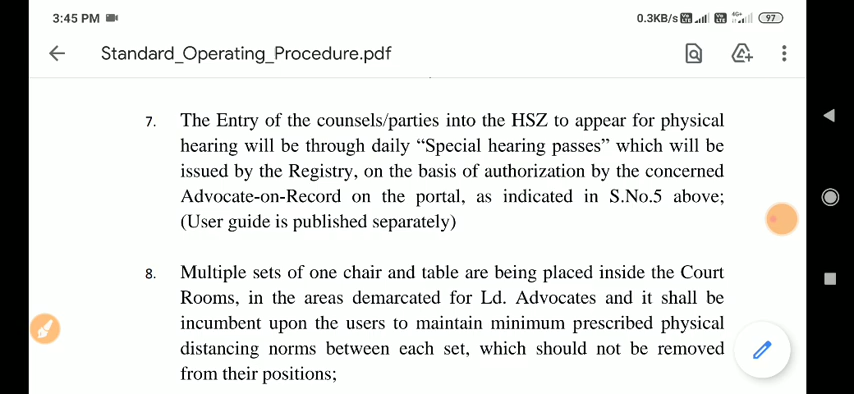 3:45 PM
0.3KB/s 4G+ 97
Standard_Operating_Procedure.pdf
7. The Entry of the counsels/parties into the HSZ to appear for physical
hearing will be through daily “Special hearing passes” which will be
issued by the Registry, on the basis of authorization by the concerned
Advocate-on-Record on the portal, as indicated in S.No.5 above;
(User guide is published separately)
8. Multiple sets of one chair and table are being placed inside the Court
Rooms, in the areas demarcated for Ld. Advocates and it shall be
incumbent upon the users to maintain minimum prescribed physical
distancing norms between each set, which should not be removed
from their positions;